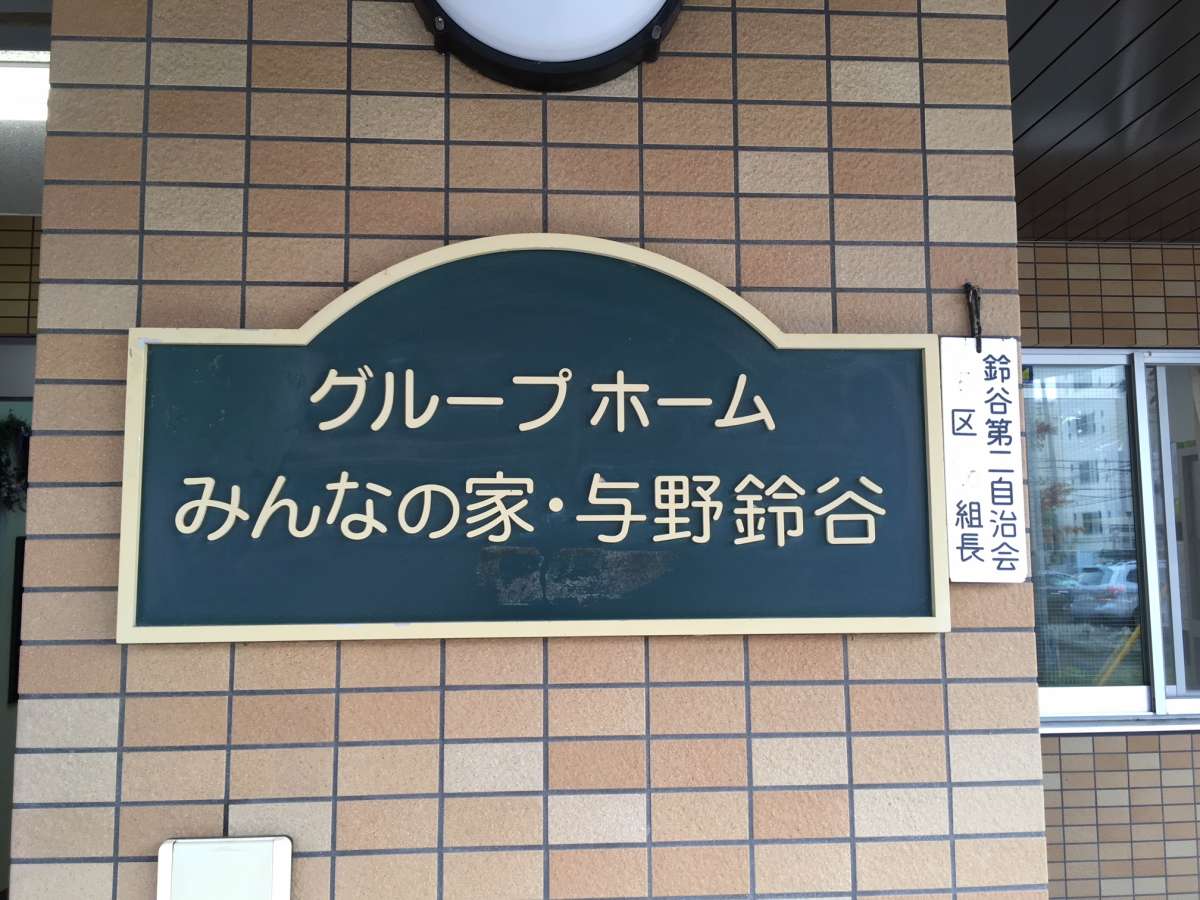 グループホーム
みんなの家・与野鈴谷
鈴谷第二自治会
区 組長